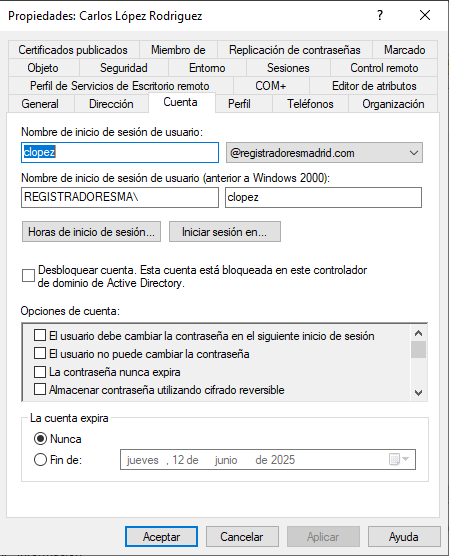 Propiedades: Carlos López Rodriguez
Certificados publicados Miembro de Replicación de contraseñas Marcado
Objeto Seguridad Entorno Sesiones Control remoto
Perfil de Servicios de Escritorio remoto COM+ Editor de atributos
General Dirección Cuenta Perfil Teléfonos Organización
Nombre de inicio de sesión de usuario:
clopez @registradoresmadrid.com
Nombre de inicio de sesión de usuario (anterior a Windows 2000):
REGISTRADORESMA\ clopez
Horas de inicio de sesión... Iniciar sesión en...
Desbloquear cuenta. Esta cuenta está bloqueada en este controlador
de dominio de Active Directory.
Opciones de cuenta:
El usuario debe cambiar la contraseña en el siguiente inicio de sesión
El usuario no puede cambiar la contraseña
La contraseña nunca expira
Almacenar contraseña utilizando cifrado reversible
La cuenta expira
Nunca
Fin de: jueves , 12 de junio de 2025
Aceptar Cancelar Aplicar Ayuda